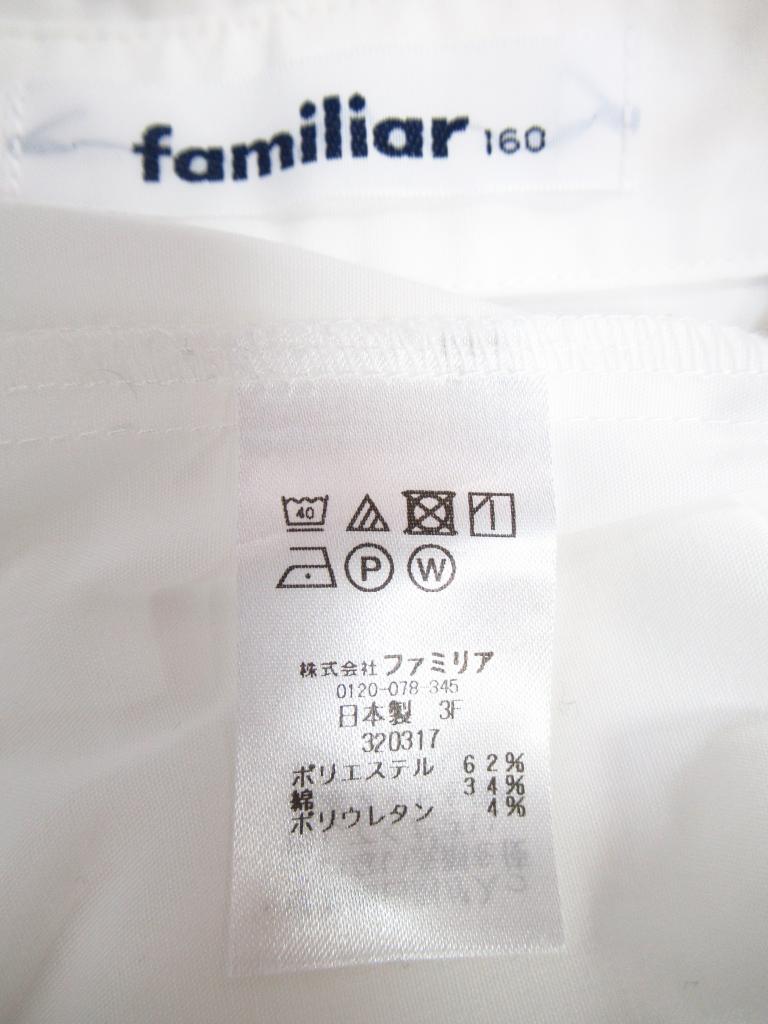 familiar 160
40
P W
株式会社ファミリア
0120-078-345
日本製 3F
320317
ポリエステル 62%
綿 34%
ポリウレタン 4%